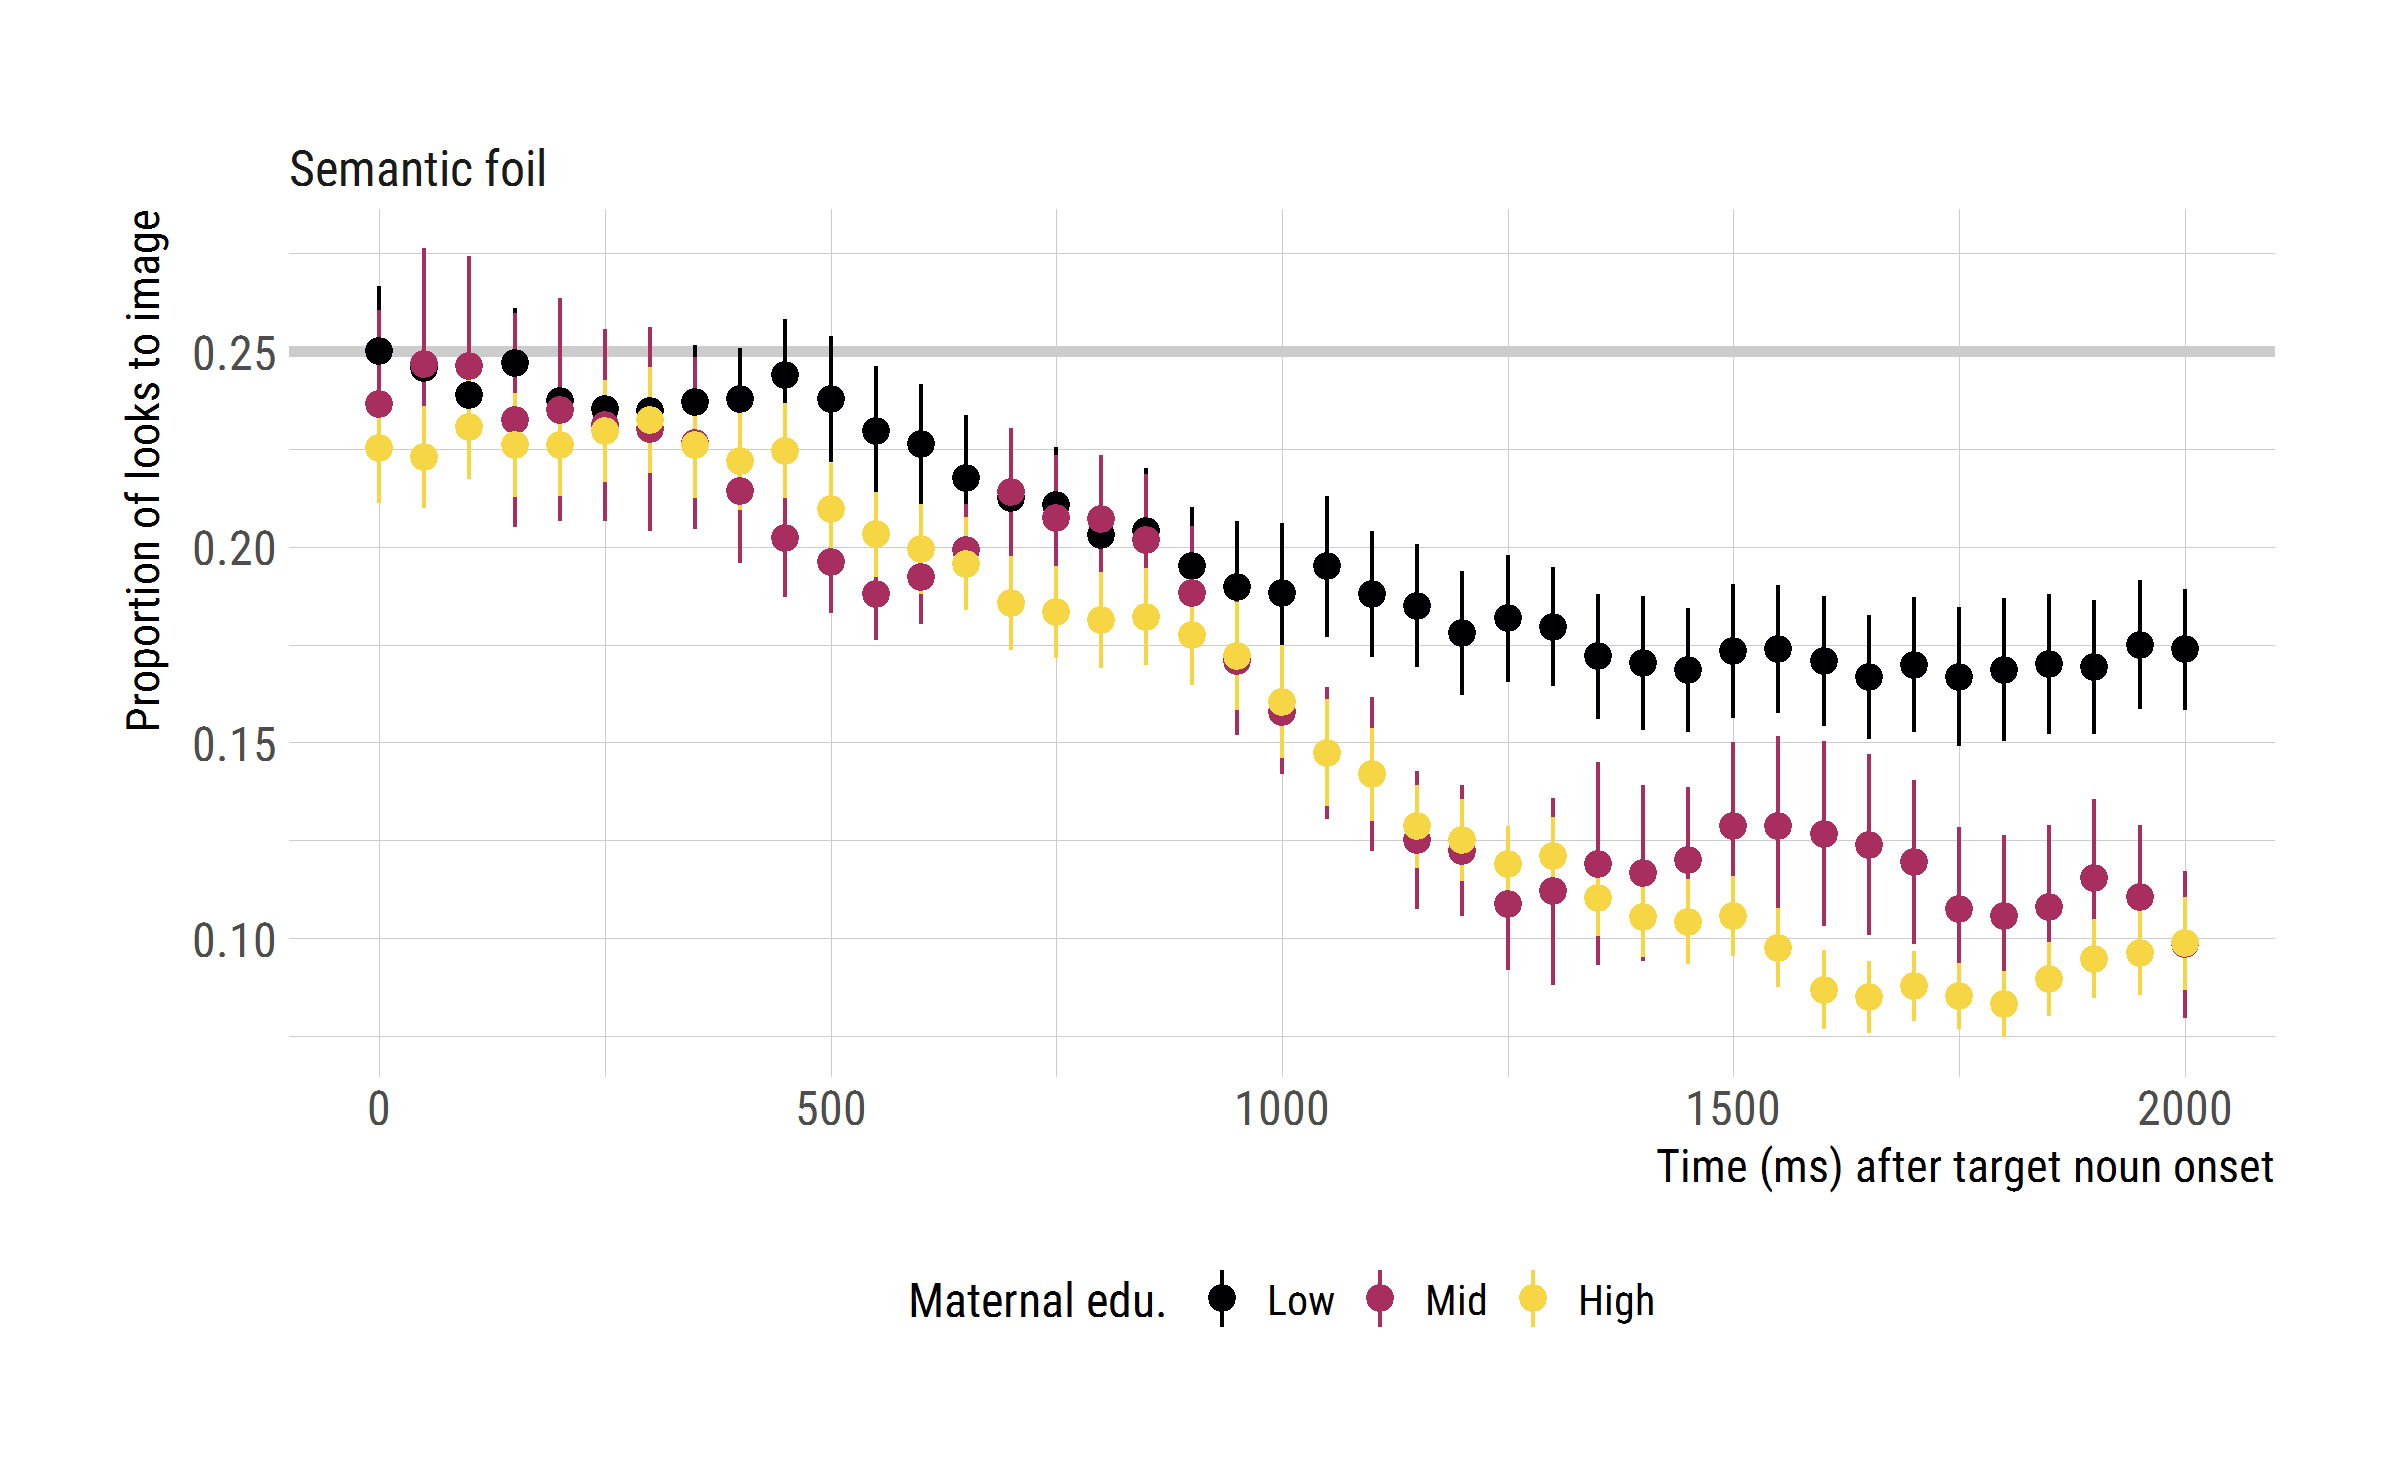 Semantic foil
Proportion of looks to image
0.25
0.20
0.15
0.10
0 500 1000 1500 2000
Time (ms) after target noun onset
Maternal edu. Low Mid High